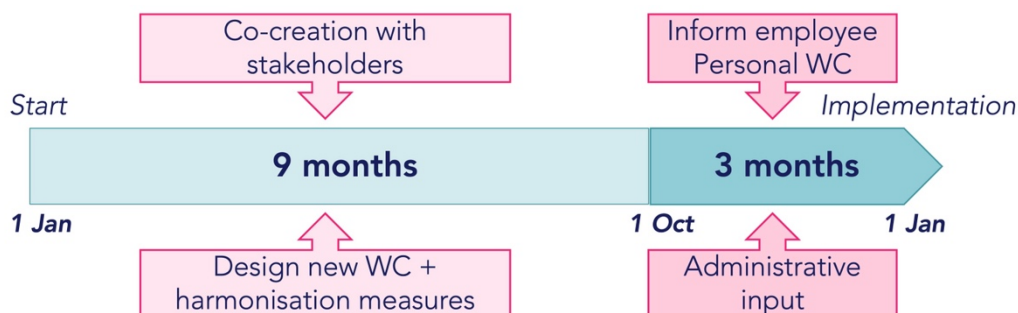 Co-creation with
stakeholders
Inform employee
Personal WC
Start
Implementation
9 months
3 months
1 Jan
1 Oct
1 Jan
Design new WC +
harmonisation measures
Administrative
input